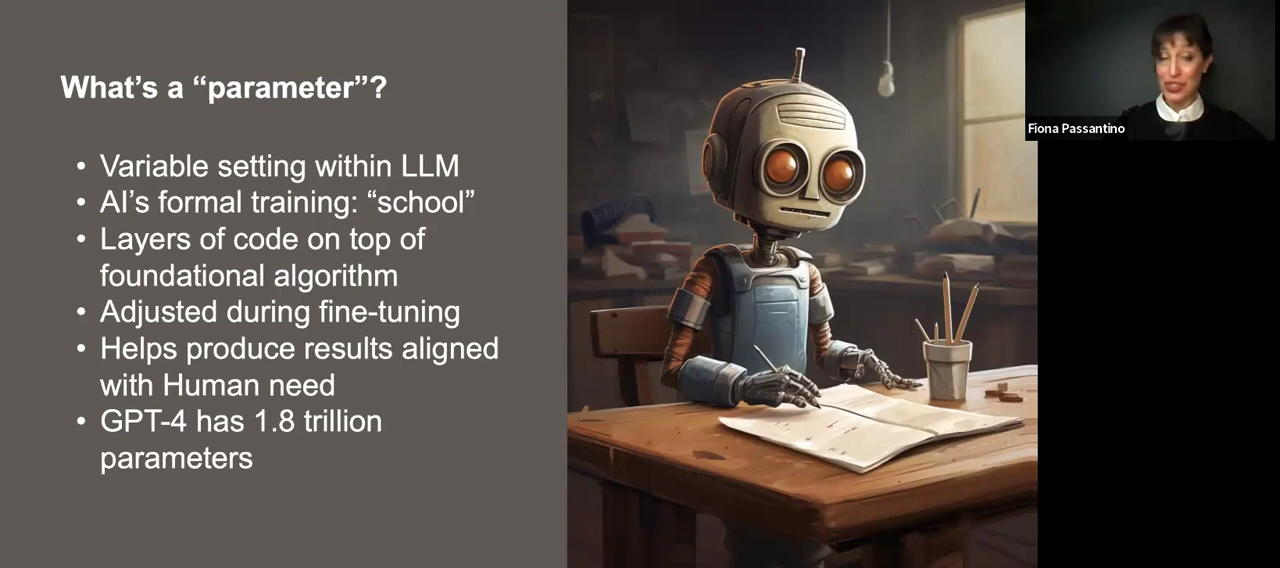 What's a “parameter”?
• Variable setting within LLM
• AI's formal training: “school”
• Layers of code on top of
foundational algorithm
• Adjusted during fine-tuning
• Helps produce results aligned
with Human need
• GPT-4 has 1.8 trillion
parameters
Fiona Passantino